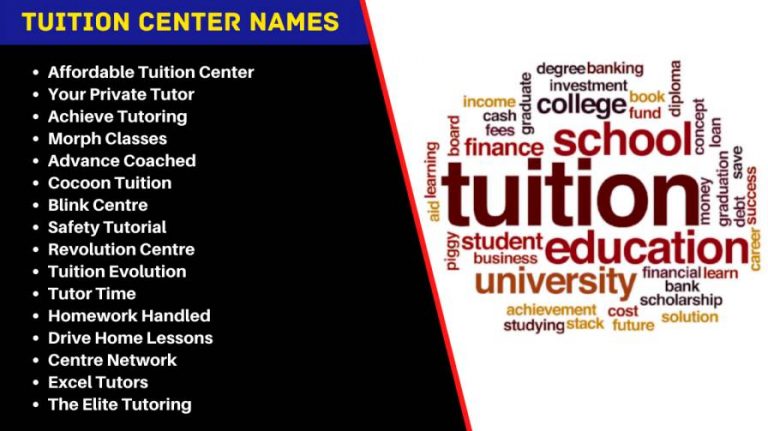 TUITION CENTER NAMES
Affordable Tuition Center
Your Private Tutor
Achieve Tutoring
Morph Classes
Advance Coached
Cocoon Tuition
Blink Centre
Safety Tutorial
Revolution Centre
Tuition Evolution
Tutor Time
Homework Handled
Drive Home Lessons
Centre Network
Excel Tutors
The Elite Tutoring
degree banking
investment
income
cash
fees
graduate
college
book
fund
diploma
board
finance
school
concept
loan
aid
learning
tuition
money
graduation
debt
save
success
career
piggy
student
business
education
university
financial learn
bank
scholarship
achievement
cost
solution
studying
stack
future